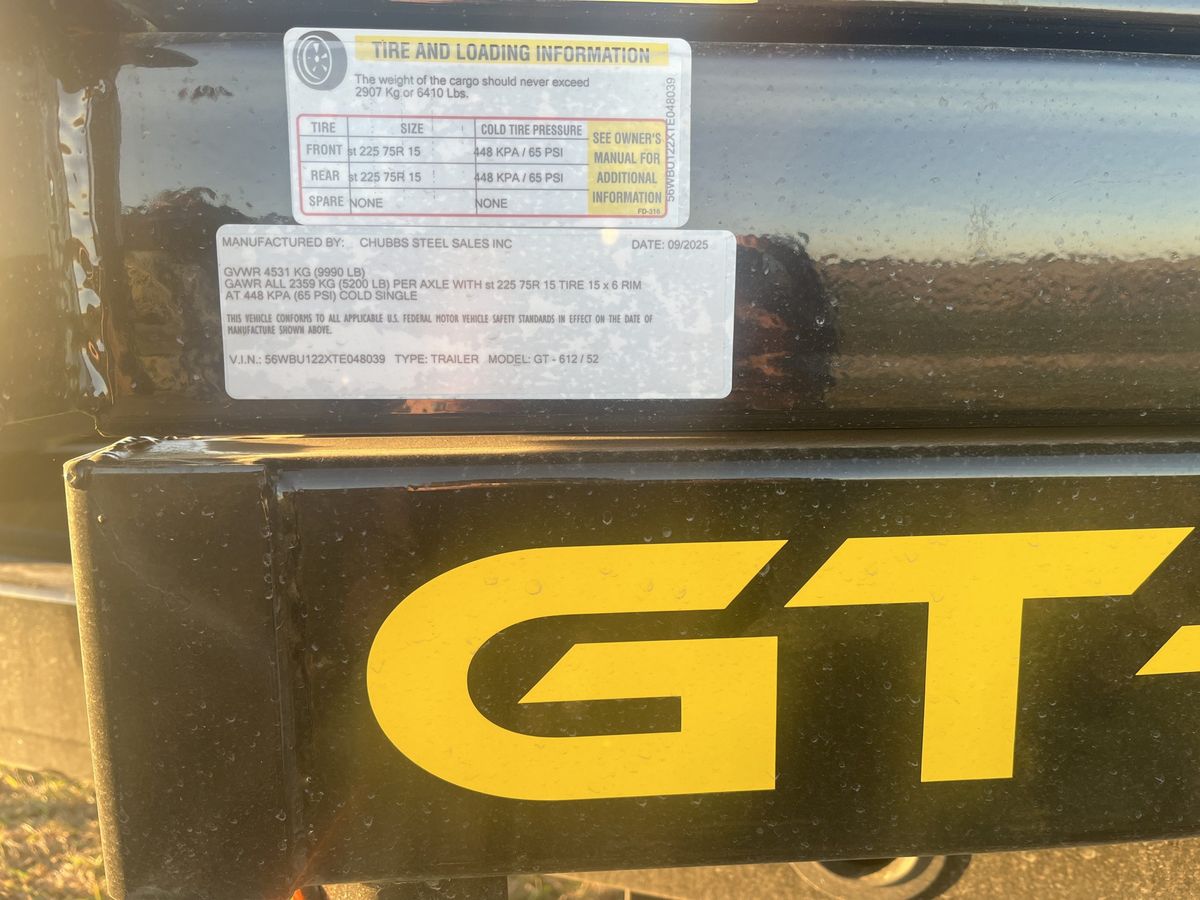 TIRE AND LOADING INFORMATION
The weight of the cargo should never exceed
2907 Kg or 6410 Lbs.
TIRE SIZE COLD TIRE PRESSURE
FRONT st 225 75R 15 448 KPA / 65 PSI
REAR st 225 75R 15 448 KPA / 65 PSI
SPARE NONE NONE
SEE OWNER'S
MANUAL FOR
ADDITIONAL
INFORMATION
FD-316
56WBU122XTE048039
MANUFACTURED BY: CHUBBS STEEL SALES INC DATE: 09/2025
GVWR 4531 KG (9990 LB)
GAWR ALL 2359 KG (5200 LB) PER AXLE WITH st 225 75R 15 TIRE 15 x 6 RIM
AT 448 KPA (65 PSI) COLD SINGLE
THIS VEHICLE CONFORMS TO ALL APPLICABLE U.S. FEDERAL MOTOR VEHICLE SAFETY STANDARDS IN EFFECT ON THE DATE OF
MANUFACTURE SHOWN ABOVE.
V.I.N.: 56WBU122XTE048039 TYPE: TRAILER MODEL: GT - 612 / 52
GT-